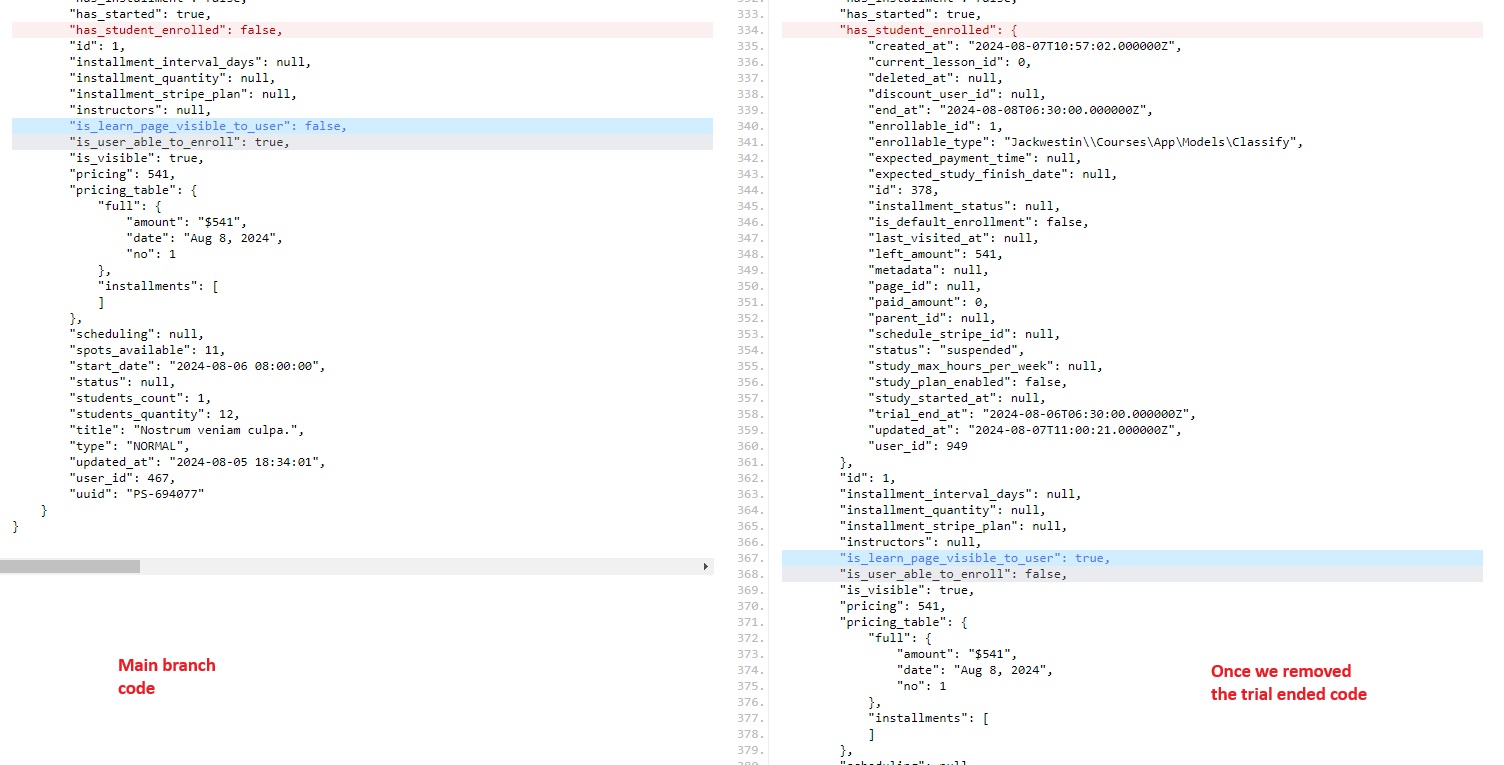 "has_started": true,
"has_student_enrolled": false,
"id": 1,
"installment_interval_days": null,
"installment_quantity": null,
"installment_stripe_plan": null,
"instructors": null,
"is_learn_page_visible_to_user": false,
"is_user_able_to_enroll": true,
"is_visible": true,
"pricing": 541,
"pricing_table": {
"full": {
"amount": "$541",
"date": "Aug 8, 2024",
"no": 1
},
"installments": [
]
},
"scheduling": null,
"spots_available": 11,
"start_date": "2024-08-06 08:00:00",
"status": null,
"students_count": 1,
"students_quantity": 12,
"title": "Nostrum veniam culpa.",
"type": "NORMAL",
"updated_at": "2024-08-05 18:34:01",
"user_id": 467,
"uuid": "PS-694077"
}
}
Main branch
code
333. "has_started": true,
334. "has_student_enrolled": {
335. "created_at": "2024-08-07T10:57:02.000000Z",
336. "current_lesson_id": 0,
337. "deleted_at": null,
338. "discount_user_id": null,
339. "end_at": "2024-08-08T06:30:00.000000Z",
340. "enrollable_id": 1,
341. "enrollable_type": "Jackwestin\\Courses\App\Models\Classify",
342. "expected_payment_time": null,
343. "expected_study_finish_date": null,
344. "id": 378,
345. "installment_status": null,
346. "is_default_enrollment": false,
347. "last_visited_at": null,
348. "left_amount": 541,
349. "metadata": null,
350. "page_id": null,
351. "paid_amount": 0,
352. "parent_id": null,
353. "schedule_stripe_id": null,
354. "status": "suspended",
355. "study_max_hours_per_week": null,
356. "study_plan_enabled": false,
357. "study_started_at": null,
358. "trial_end_at": "2024-08-06T06:30:00.000000Z",
359. "updated_at": "2024-08-07T11:00:21.000000Z",
360. "user_id": 949
361. },
362. "id": 1,
363. "installment_interval_days": null,
364. "installment_quantity": null,
365. "installment_stripe_plan": null,
366. "instructors": null,
367. "is_learn_page_visible_to_user": true,
368. "is_user_able_to_enroll": false,
369. "is_visible": true,
370. "pricing": 541,
371. "pricing_table": {
372. "full": {
373. "amount": "$541",
374. "date": "Aug 8, 2024",
375. "no": 1
376. },
377. "installments": [
378. ]
379. },
Once we removed
the trial ended code